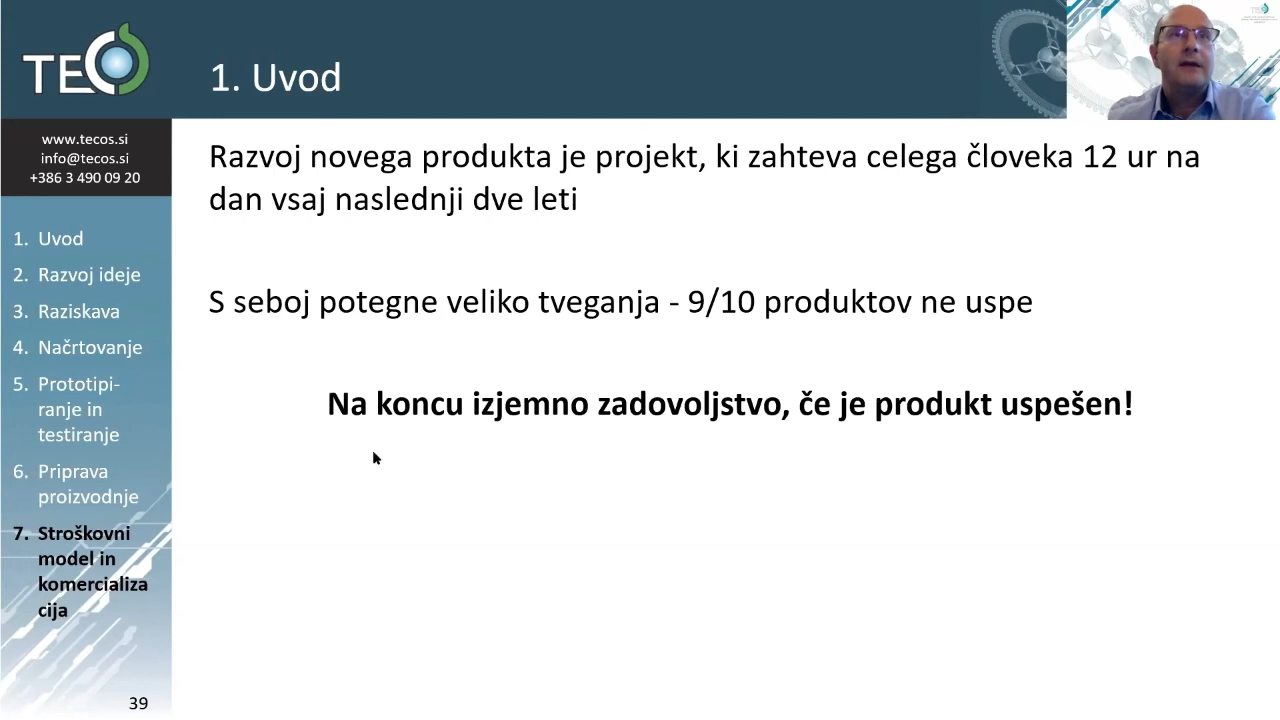 TECOS
1. Uvod
www.tecos.si
info@tecos.si
+386 3 490 09 20
1. Uvod
2. Razvoj ideje
3. Raziskava
4. Načrtovanje
5. Prototipi-
ranje in
testiranje
6. Priprava
proizvodnje
7. Stroškovni
model in
komercializa
cija
39
Razvoj novega produkta je projekt, ki zahteva celega človeka 12 ur na
dan vsaj naslednji dve leti
S seboj potegne veliko tveganja - 9/10 produktov ne uspe
Na koncu izjemno zadovoljstvo, če je produkt uspešen!